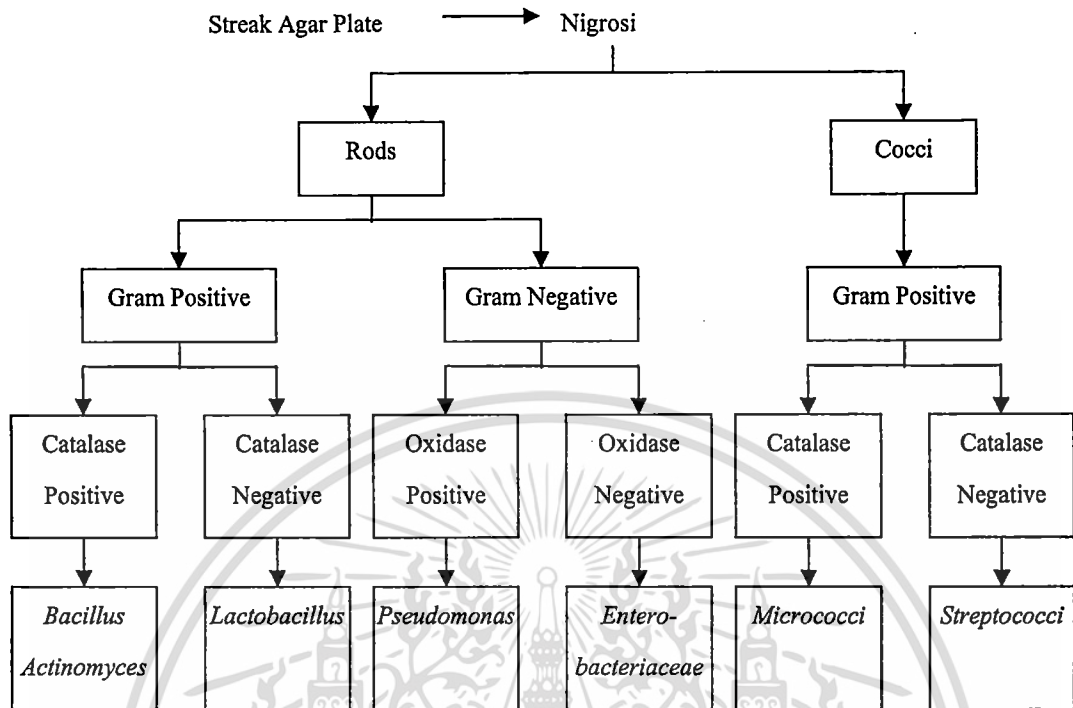 Streak Agar Plate Nigrosi
Rods
Cocci
Gram Positive
Gram Negative
Gram Positive
Catalase
Positive
Catalase
Negative
Oxidase
Positive
Oxidase
Negative
Catalase
Positive
Catalase
Negative
Bacillus
Actinomyces
Lactobacillus
Pseudomonas
Entero-
bacteriaceae
Micrococci
Streptococci